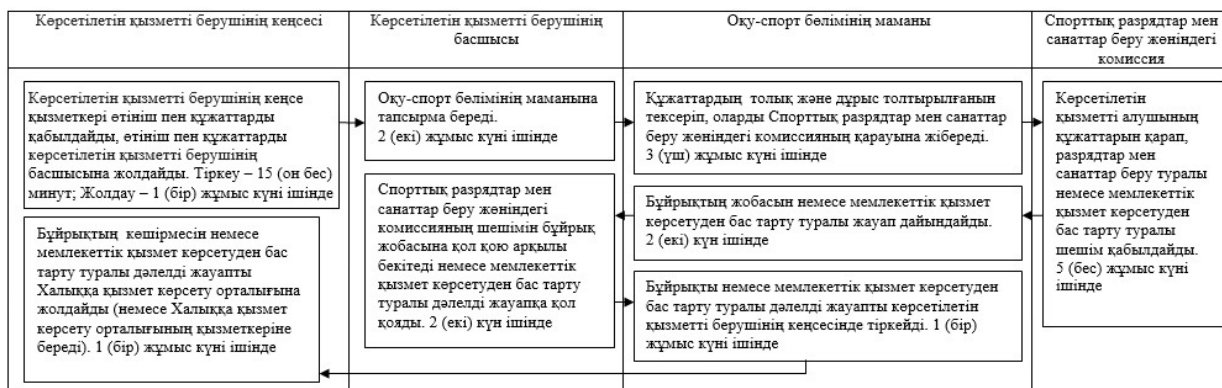 Көрсетілетін қызметті берушінің кеңсесі
Көрсетілетін қызметті берушінің
басшысы
Оқу-спорт бөлімінің маманы
Спорттық разрядтар мен
санаттар беру жөніндегі
комиссия
Көрсетілетін қызметті берушінің кеңсе
қызметкері өтініш пен құжаттарды
қабылдайды, өтініш пен құжаттарды
көрсетілетін қызметті берушінің
басшысына жолдайды. Тіркеу – 15 (он бес)
минут; Жолдау – 1 (бір) жұмыс күні ішінде
Оқу-спорт бөлімінің маманына
тапсырма береді.
2 (екі) жұмыс күні ішінде
Құжаттардың толық және дұрыс толтырылғанын
тексеріп, оларды Спорттық разрядтар мен санаттар
беру жөніндегі комиссияның қарауына жібереді.
3 (үш) жұмыс күні ішінде
Көрсетілетін
қызметті алушының
құжаттарын қарап,
разрядтар мен
санаттар беру туралы
немесе мемлекеттік
қызмет көрсетуден
бас тарту туралы
шешім қабылдайды.
5 (бес) жұмыс күні
ішінде
Бұйрықтың жобасын немесе мемлекеттік қызмет
көрсетуден бас тарту туралы жауап дайындайды.
2 (екі) күн ішінде
Спорттық разрядтар мен
санаттар беру жөніндегі
комиссияның шешімін бұйрық
жобасына қол қою арқылы
бекітеді немесе мемлекеттік
қызмет көрсетуден бас тарту
туралы дәлелді жауапқа қол
қояды. 2 (екі) күн ішінде
Бұйрықты немесе мемлекеттік қызмет көрсетуден
бас тарту туралы дәлелді жауапты көрсетілетін
қызметті берушінің кеңсесінде тіркейді. 1 (бір)
жұмыс күні ішінде
Бұйрықтың көшірмесін немесе
мемлекеттік қызмет көрсетуден бас
тарту туралы дәлелді жауапты
Халыққа қызмет көрсету орталығына
жолдайды (немесе Халыққа қызмет
көрсету орталығының қызметкеріне
береді). 1 (бір) жұмыс күні ішінде